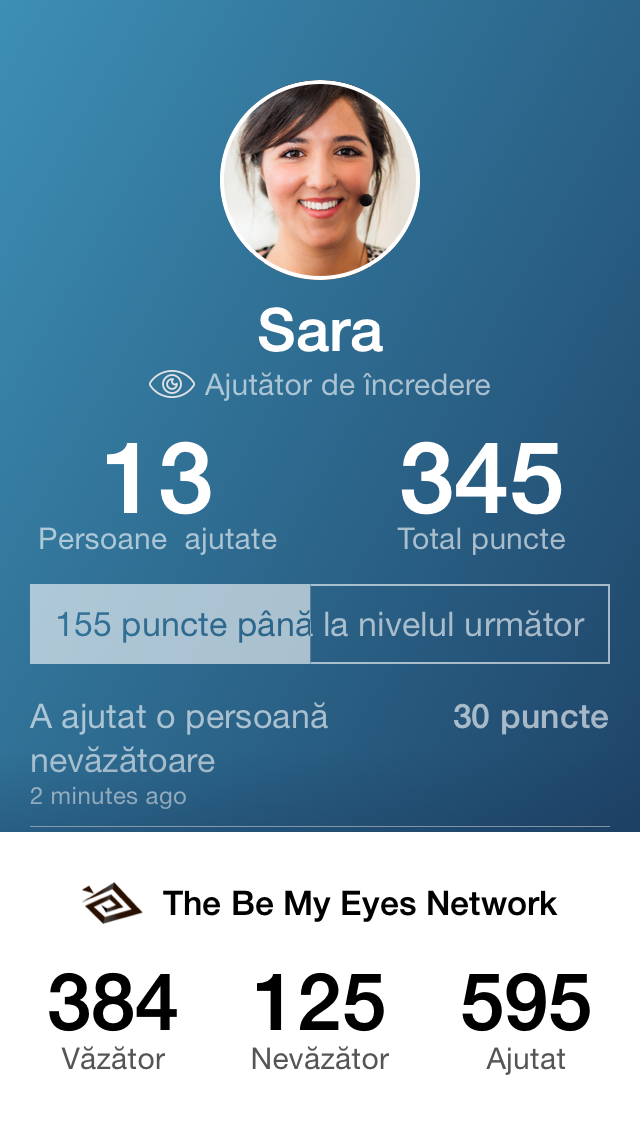 Sara
Ajutător de încredere
13
345
Persoane ajutate
Total puncte
155 puncte până la nivelul următor
A ajutat o persoană
30 puncte
nevăzătoare
2 minutes ago
The Be My Eyes Network
384
125
595
Văzător
Nevăzător
Ajutat